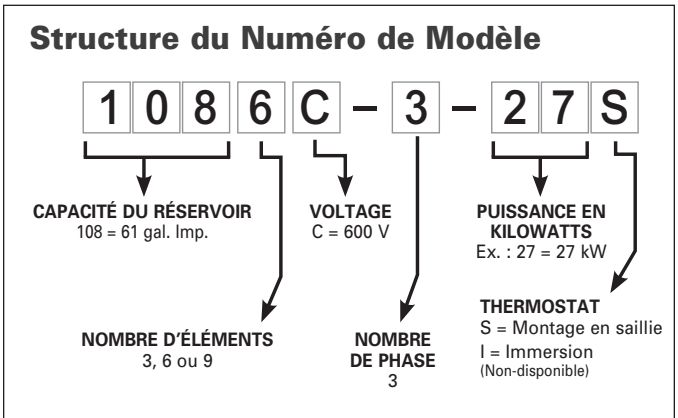 Structure du Numéro de Modèle
1 0 8 6 C – 3 – 2 7 S
CAPACITÉ DU RÉSERVOIR
108 = 61 gal. Imp.
VOLTAGE
C = 600 V
PUISSANCE EN
KILOWATTS
Ex. : 27 = 27 kW
NOMBRE D'ÉLÉMENTS
3, 6 ou 9
NOMBRE
DE PHASE
3
THERMOSTAT
S = Montage en saillie
I = Immersion
(Non-disponible)